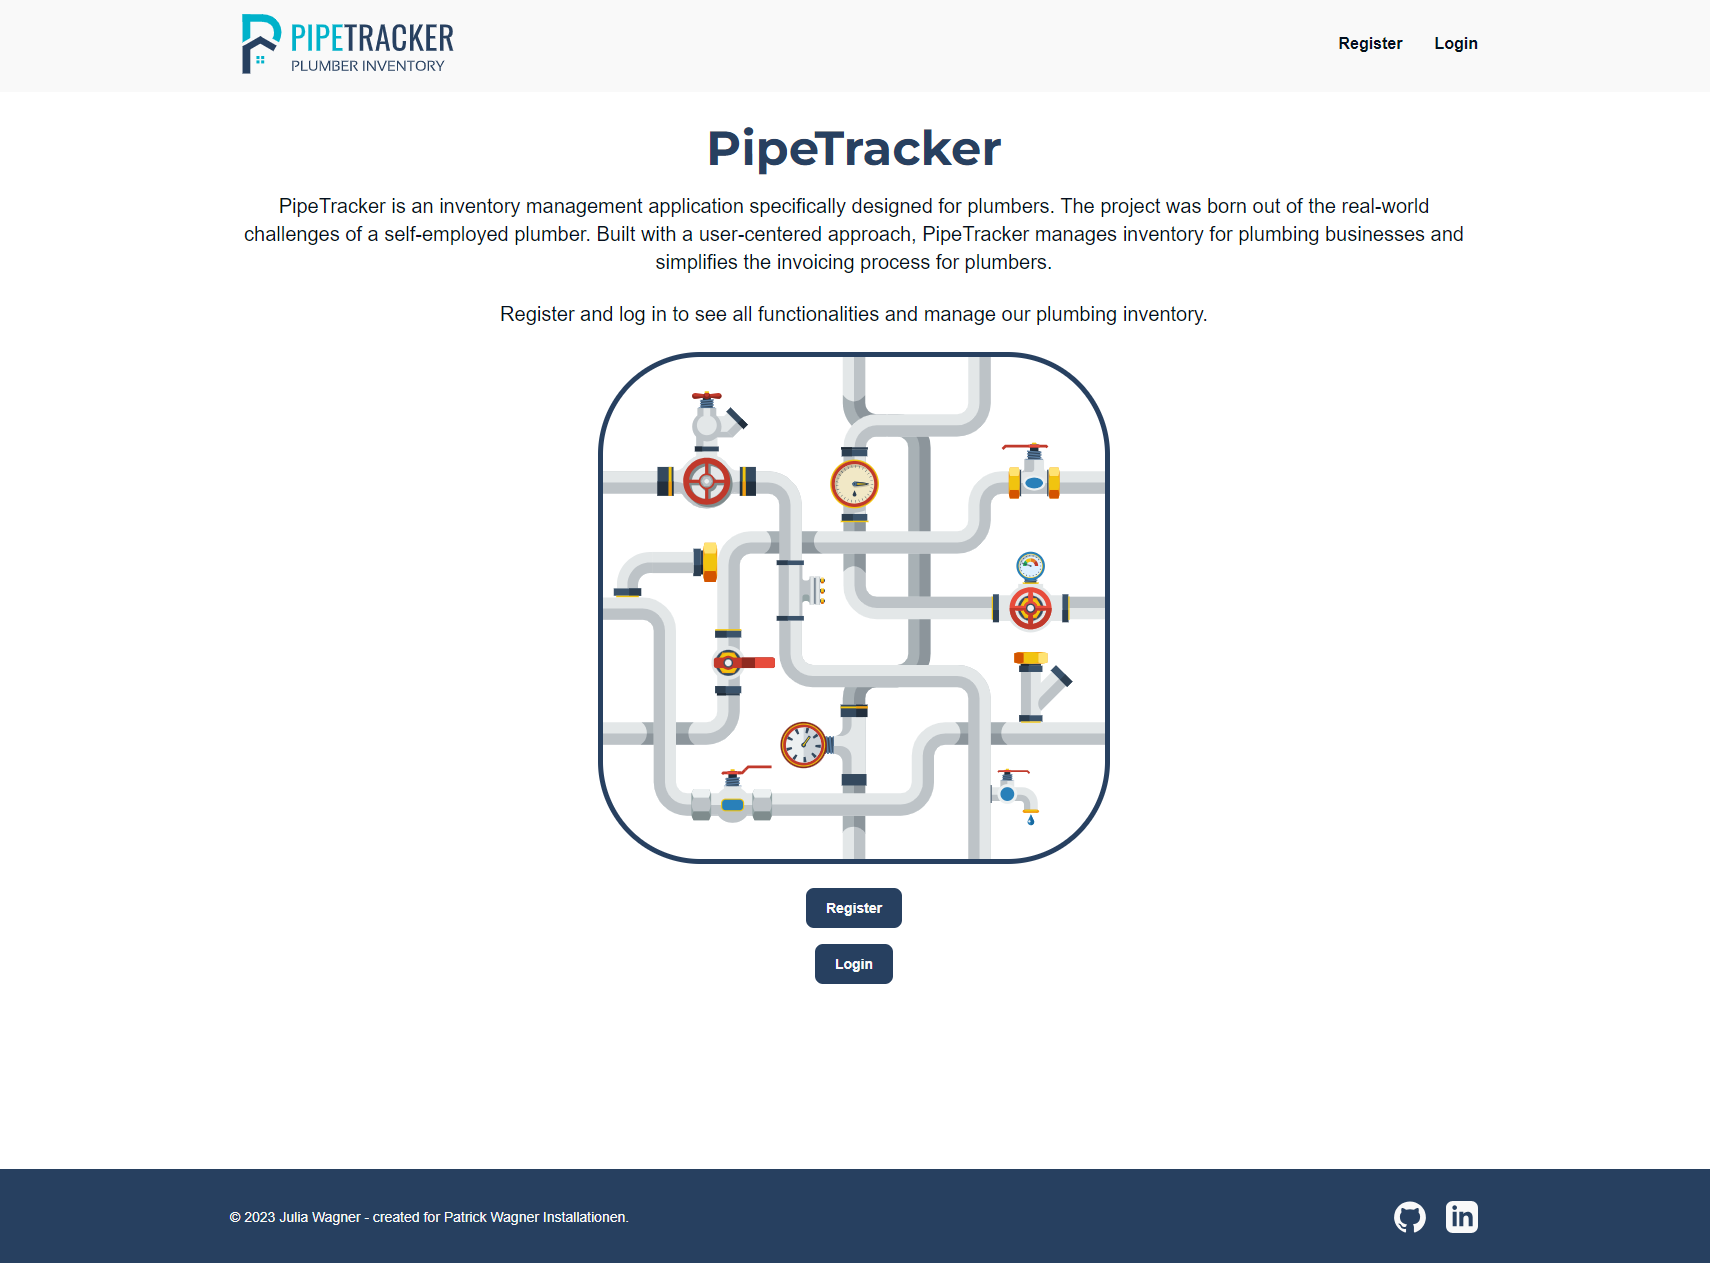 PIPETRACKER
PLUMBER INVENTORY
Register
Login
PipeTracker
PipeTracker is an inventory management application specifically designed for plumbers. The project was born out of the real-world
challenges of a self-employed plumber. Built with a user-centered approach, PipeTracker manages inventory for plumbing businesses and
simplifies the invoicing process for plumbers.
Register and log in to see all functionalities and manage our plumbing inventory.
Register
Login
© 2023 Julia Wagner - created for Patrick Wagner Installationen.
in